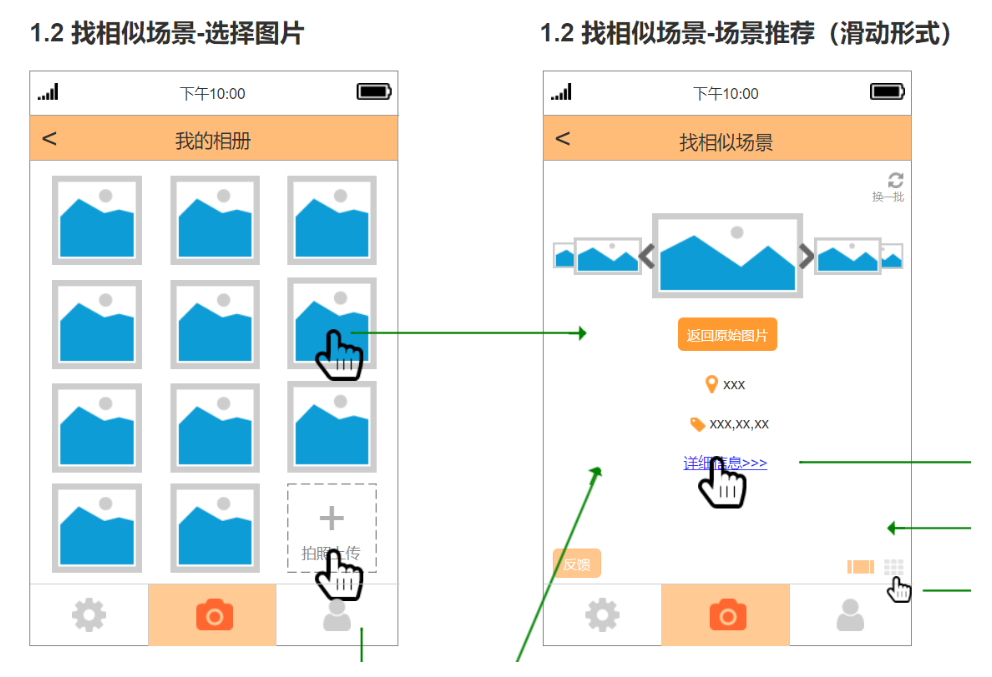 1.2 找相似场景-选择图片
1.2 找相似场景-场景推荐（滑动形式）
下午10:00
<
我的相册
拍照上传
下午10:00
<
找相似场景
换一批
返回原始图片
xxx
xxx,xx,xx
详细信息>>>
反馈